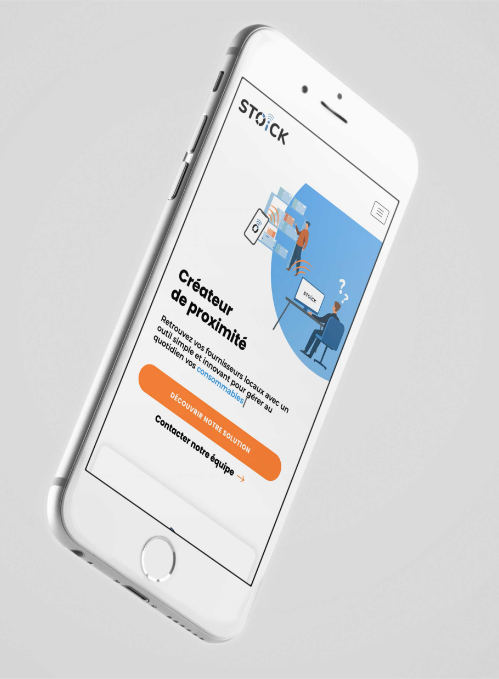 STOCK
Créateur
de proximité
Retrouvez vos fournisseurs locaux avec un
outil simple et innovant pour gérer au
quotidien vos consommables
DÉCOUVRIR NOTRE SOLUTION
Contacter notre équipe →
?
?
STOCK